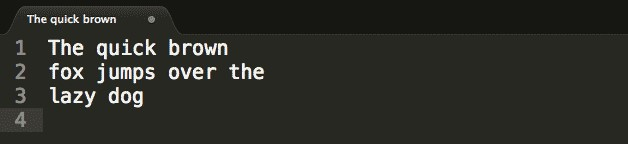 The quick brown
1 The quick brown
2 fox jumps over the
3 lazy dog
4